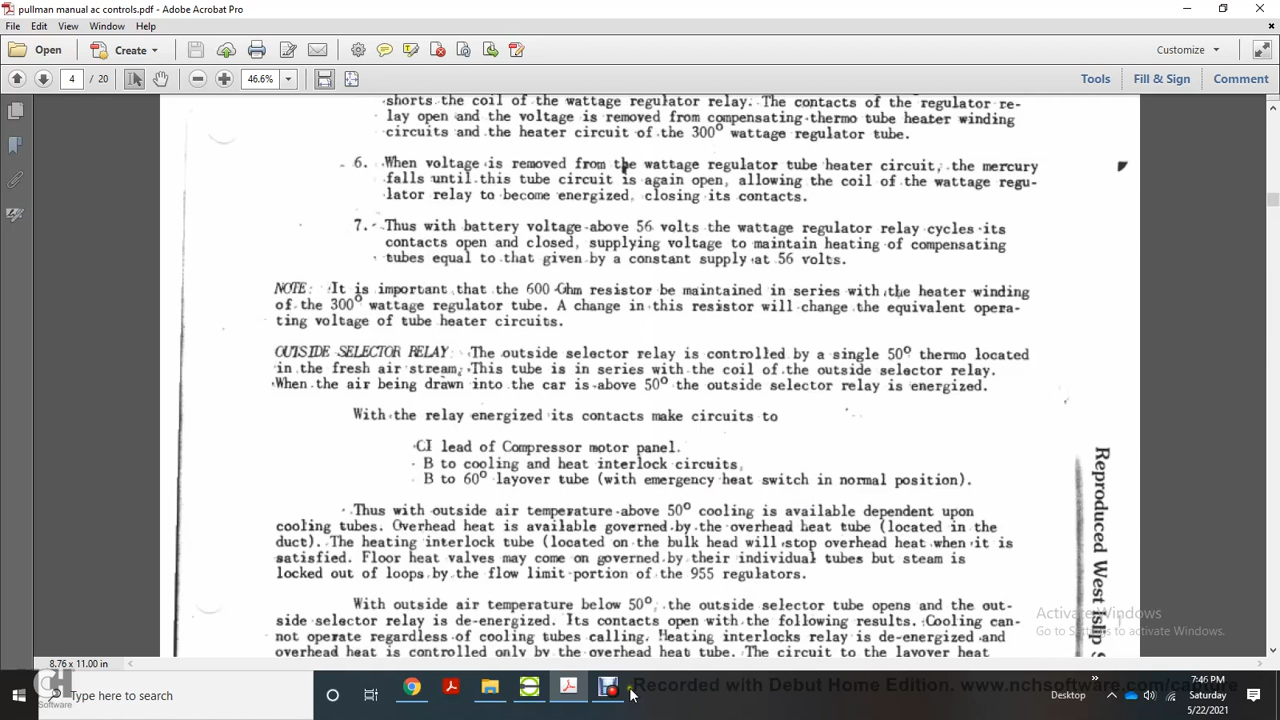 pullman manual ac controls.pdf - Adobe Acrobat Pro
File Edit View Window Help
Open Create Customize
4 / 20 46.6% Tools Fill & Sign Comment
shorts the coil of the wattage regulator relay. The contacts of the regulator re-
lay open and the voltage is removed from compensating thermo tube heater winding
circuits and the heater circuit of the 300° wattage regulator tube.
6. When voltage is removed from the wattage regulator tube heater circuit, the mercury
falls until this tube circuit is again open, allowing the coil of the wattage regu-
lator relay to become energized, closing its contacts.
7. Thus with battery voltage above 56 volts the wattage regulator relay cycles its
contacts open and closed, supplying voltage to maintain heating of compensating
tubes equal to that given by a constant supply at 56 volts.
NOTE: It is important that the 600 Ohm resistor be maintained in series with the heater winding
of the 300° wattage regulator tube. A change in this resistor will change the equivalent opera-
ting voltage of tube heater circuits.
OUTSIDE SELECTOR RELAY: The outside selector relay is controlled by a single 50° thermo located
in the fresh air stream, This tube is in series with the coil of the outside selector relay.
When the air being drawn into the car is above 50° the outside selector relay is energized.
With the relay energized its contacts make circuits to
CI lead of Compressor motor panel.
B to cooling and heat interlock circuits,
B to 60° layover tube (with emergency heat switch in normal position).
Thus with outside air temperature above 50° cooling is available dependent upon
cooling tubes. Overhead heat is available governed by the overhead heat tube (located in the
duct). The heating interlock tube (located on the bulk head will stop overhead heat when it is
satisfied. Floor heat valves may come on governed by their individual tubes but steam is
locked out of loops by the flow limit portion of the 955 regulators.
With outside air temperature below 50°, the outside selector tube opens and the out-
side selector relay is de-energized. Its contacts open with the following results. Cooling can-
not operate regardless of cooling tubes calling. Heating interlocks relay is de-energized and
overhead heat is controlled only by the overhead heat tube. The circuit to the layover heat
Reproduced West Islip, S
Activate Windows
Go to Settings to activate Windows.
8.76 x 11.00 in
CH
Software
Type here to search
Recorded with Debut Home Edition. www.nchsoftware.com/capture
Desktop
7:46 PM
Saturday
5/22/2021